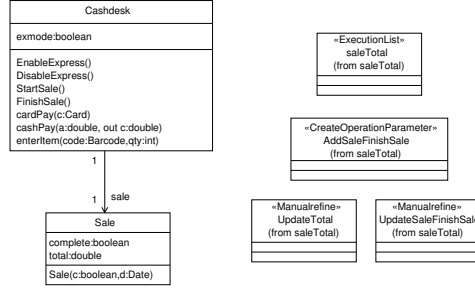 Cashdesk
exmode:boolean
EnableExpress()
DisableExpress()
StartSale()
FinishSale()
cardPay(c:Card)
cashPay(a:double, out c:double)
enterItem(code:Barcode,qty:int)
1
1
sale
Sale
complete:boolean
total:double
Sale(c:boolean,d:Date)
«ExecutionList»
saleTotal
(from saleTotal)
«CreateOperationParameter»
AddSaleFinishSale
(from saleTotal)
«Manualrefine»
UpdateTotal
(from saleTotal)
«Manualrefine»
UpdateSaleFinishSale
(from saleTotal)